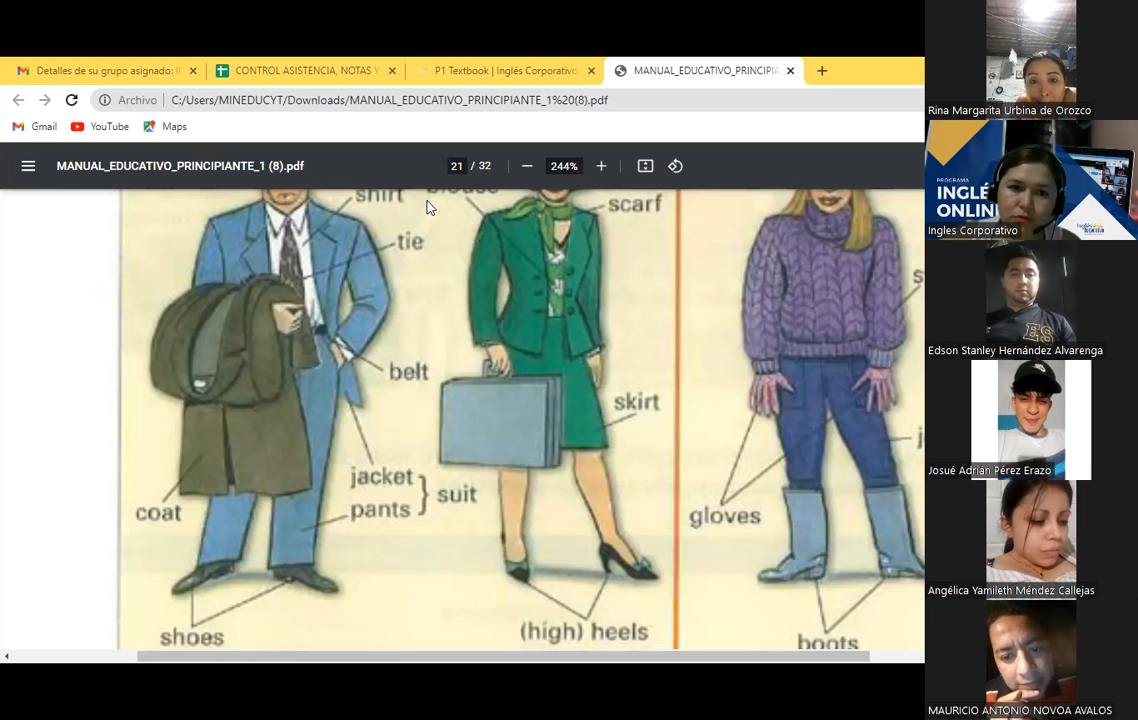 Detalles de su grupo asignado: I
CONTROL ASISTENCIA, NOTAS Y
P1 Textbook | Inglés Corporativo
MANUAL_EDUCATIVO_PRINCIPIA
Archivo
C:/Users/MINEDUCYT/Downloads/MANUAL_EDUCATIVO_PRINCIPIANTE_1%20(8).pdf
Gmail
YouTube
Maps
MANUAL_EDUCATIVO_PRINCIPIANTE_1 (8).pdf
21 / 32
244%
shirt
blouse
scarf
tie
belt
skirt
jacket
suit
pants
coat
gloves
shoes
(high) heels
boots
Rina Margarita Urbina de Orozco
PROGRAMA
INGLÉ
ONLIN
Ingles Corporativo
ES
Edson Stanley Hernández Alvarenga
Josué Adrián Pérez Erazo
Angélica Yamileth Méndez Callejas
MAURICIO ANTONIO NOVOA AVALOS